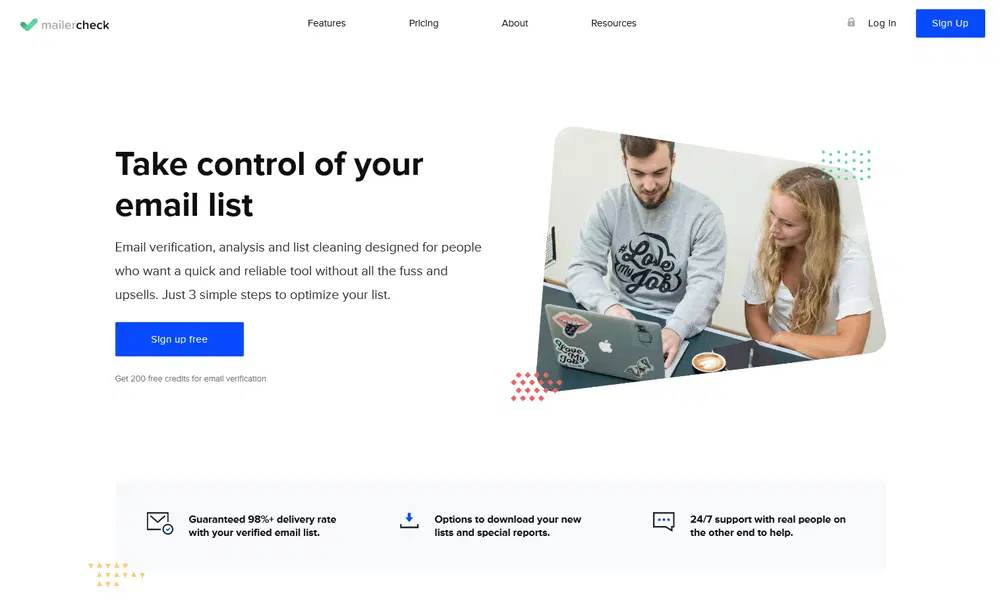 mailercheck
Features
Pricing
About
Resources
Log In
Sign Up
Take control of your
email list
Email verification, analysis and list cleaning designed for people
who want a quick and reliable tool without all the fuss and
upsells. Just 3 simple steps to optimize your list.
Sign up free
Get 200 free credits for email verification
#Love
My
Job
Love
My
Job
Guaranteed 98%+ delivery rate
with your verified email list.
Options to download your new
lists and special reports.
24/7 support with real people on
the other end to help.